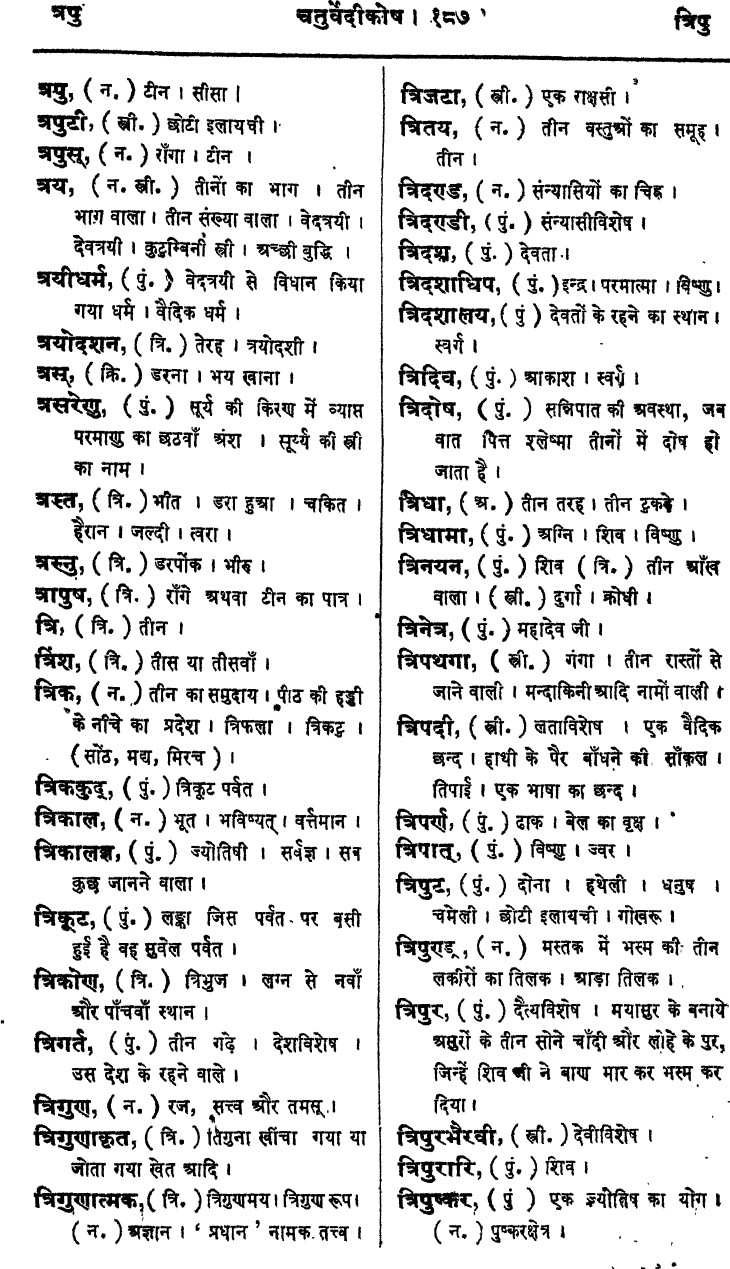 त्रपु
चतुर्वेदीकोष । १८७
त्रिपु
त्रपु, ( न. ) टीन । सीसा |
त्रपुटी, ( स्त्री. ) छोटी इलायची ।
त्रपुस्, ( न. ) राँगा । टीन ।
त्रय, ( न. स्त्री. ) तीनों का भाग । तीन
भाग वाला । तीन संख्या वाला । वेदत्रयी ।
देवत्रयी । कुटुम्बिनी स्त्री । अच्छी बुद्धि ।
त्रयीधर्म, ( पुं. ) वेदत्रयी से विधान किया
गया धर्म । वैदिक धर्म ।
त्रयोदशन, ( त्रि. ) तेरह । त्रयोदशी ।
त्रस्, ( क्रि. ) डरना । भय खाना ।
त्रसरेणु, ( पुं. ) सूर्य की किरण में व्याप्त
परमाणु का छठवाँ अंश । सूर्य्य की स्त्री
का नाम ।
त्रस्त, ( त्रि. ) भीत । डरा हुआ । चकित ।
हैरान । जल्दी । त्वरा ।
त्रस्नु, ( त्रि. ) डरपोंक । भीरु ।
त्रापुष, ( त्रि. ) राँगे अथवा टीन का पात्र ।
त्रि, ( त्रि. ) तीन ।
त्रिंश, ( त्रि. ) तीस या तीसवाँ ।
त्रिक, ( न. ) तीन का समुदाय । पीठ की हड्डी
के नीचे का प्रदेश । त्रिफला । त्रिकटु ।
( सोंठ, मद्य, मिरच ) ।
त्रिककुद्, ( पुं. ) त्रिकूट पर्वत ।
त्रिकाल, ( न. ) भूत । भविष्यत् । वर्त्तमान ।
त्रिकालज्ञ, ( पुं. ) ज्योतिषी । सर्वज्ञ । सब
कुछ जानने वाला ।
त्रिकूट, ( पुं. ) लङ्का जिस पर्वत पर बसी
हुई है वह सुवेल पर्वत ।
त्रिकोण, ( त्रि. ) त्रिभुज । लग्न से नवाँ
और पाँचवाँ स्थान ।
त्रिगर्त, ( पुं. ) तीन गढ़े । देशविशेष ।
उस देश के रहने वाले ।
त्रिगुण, ( न. ) रज, सत्त्व और तमस् ।
त्रिगुणाकृत, ( त्रि. ) तिगुना खींचा गया या
जोता गया खेत आदि ।
त्रिगुणात्मक, ( त्रि. ) त्रिगुणमय । त्रिगुण रूप ।
( न. ) अज्ञान । ‘ प्रधान ’ नामक तत्त्व ।
त्रिजटा, ( स्त्री. ) एक राक्षसी ।
त्रितय, ( न. ) तीन वस्तुओं का समूह ।
तीन ।
त्रिदण्ड, ( न. ) संन्यासियों का चिह्न ।
त्रिदण्डी, ( पुं. ) संन्यासीविशेष ।
त्रिदश, ( पुं. ) देवता ।
त्रिदशाधिप, ( पुं. ) इन्द्र । परमात्मा । विष्णु ।
त्रिदशालय, ( पुं ) देवतों के रहने का स्थान ।
स्वर्ग ।
त्रिदिव, ( पुं. ) आकाश । स्वर्ग ।
त्रिदोष, ( पुं. ) सन्निपात की अवस्था, जब
वात पित्त श्लेष्मा तीनों में दोष हो
जाता है ।
त्रिधा, ( अ. ) तीन तरह । तीन टुकड़े ।
त्रिधामा, ( पुं. ) अग्नि । शिव । विष्णु ।
त्रिनयन, ( पुं. ) शिव ( त्रि. ) तीन आँख
वाला । ( स्त्री. ) दुर्गा । क्रोधी ।
त्रिनेत्र, ( पुं. ) महादेव जी ।
त्रिपथगा, ( स्त्री. ) गंगा । तीन रास्तों से
जाने वाली । मन्दाकिनी आदि नामों वाली ।
त्रिपदी, ( स्त्री. ) लताविशेष । एक वैदिक
छन्द । हाथी के पैर बाँधने की साँकल ।
तिपाई । एक भाषा का छन्द ।
त्रिपर्ण, ( पुं. ) ढाक । बेल का वृक्ष ।
त्रिपात्, ( पुं. ) विष्णु । ज्वर ।
त्रिपुट, ( पुं. ) दोना । हथेली । धनुष ।
चमेली । छोटी इलायची । गोखरू ।
त्रिपुण्ड्र, ( न. ) मस्तक में भस्म की तीन
लकीरों का तिलक । आड़ा तिलक ।
त्रिपुर, ( पुं. ) दैत्यविशेष । मयासुर के बनाये
असुरों के तीन सोने चाँदी और लोहे के पुर,
जिन्हें शिव जी ने बाण मार कर भस्म कर
दिया ।
त्रिपुरभैरवी, ( स्त्री. ) देवीविशेष ।
त्रिपुरारि, ( पुं. ) शिव ।
त्रिपुष्कर, ( पुं ) एक ज्योतिष का योग ।
( न. ) पुष्करक्षेत्र ।